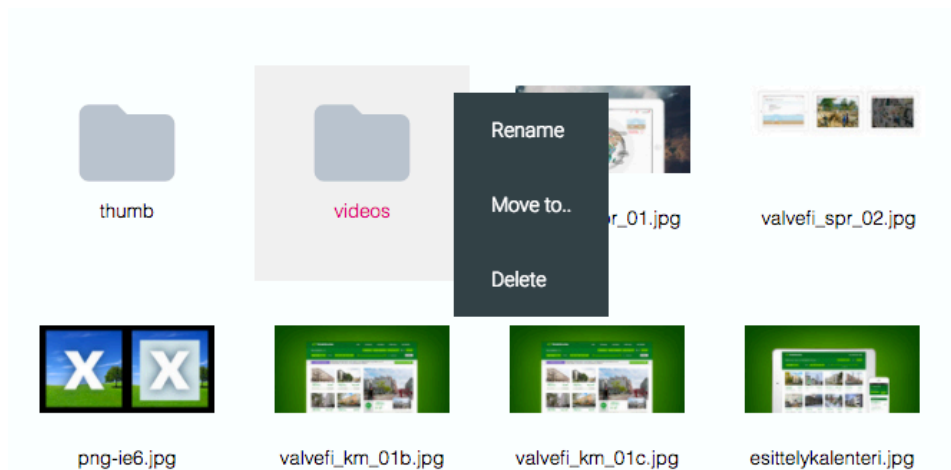 Rename
Move to..
Delete
thumb
videos
r_01.jpg
valvefi_spr_02.jpg
X X
png-ie6.jpg
valvefi_km_01b.jpg
valvefi_km_01c.jpg
esittelykalenteri.jpg